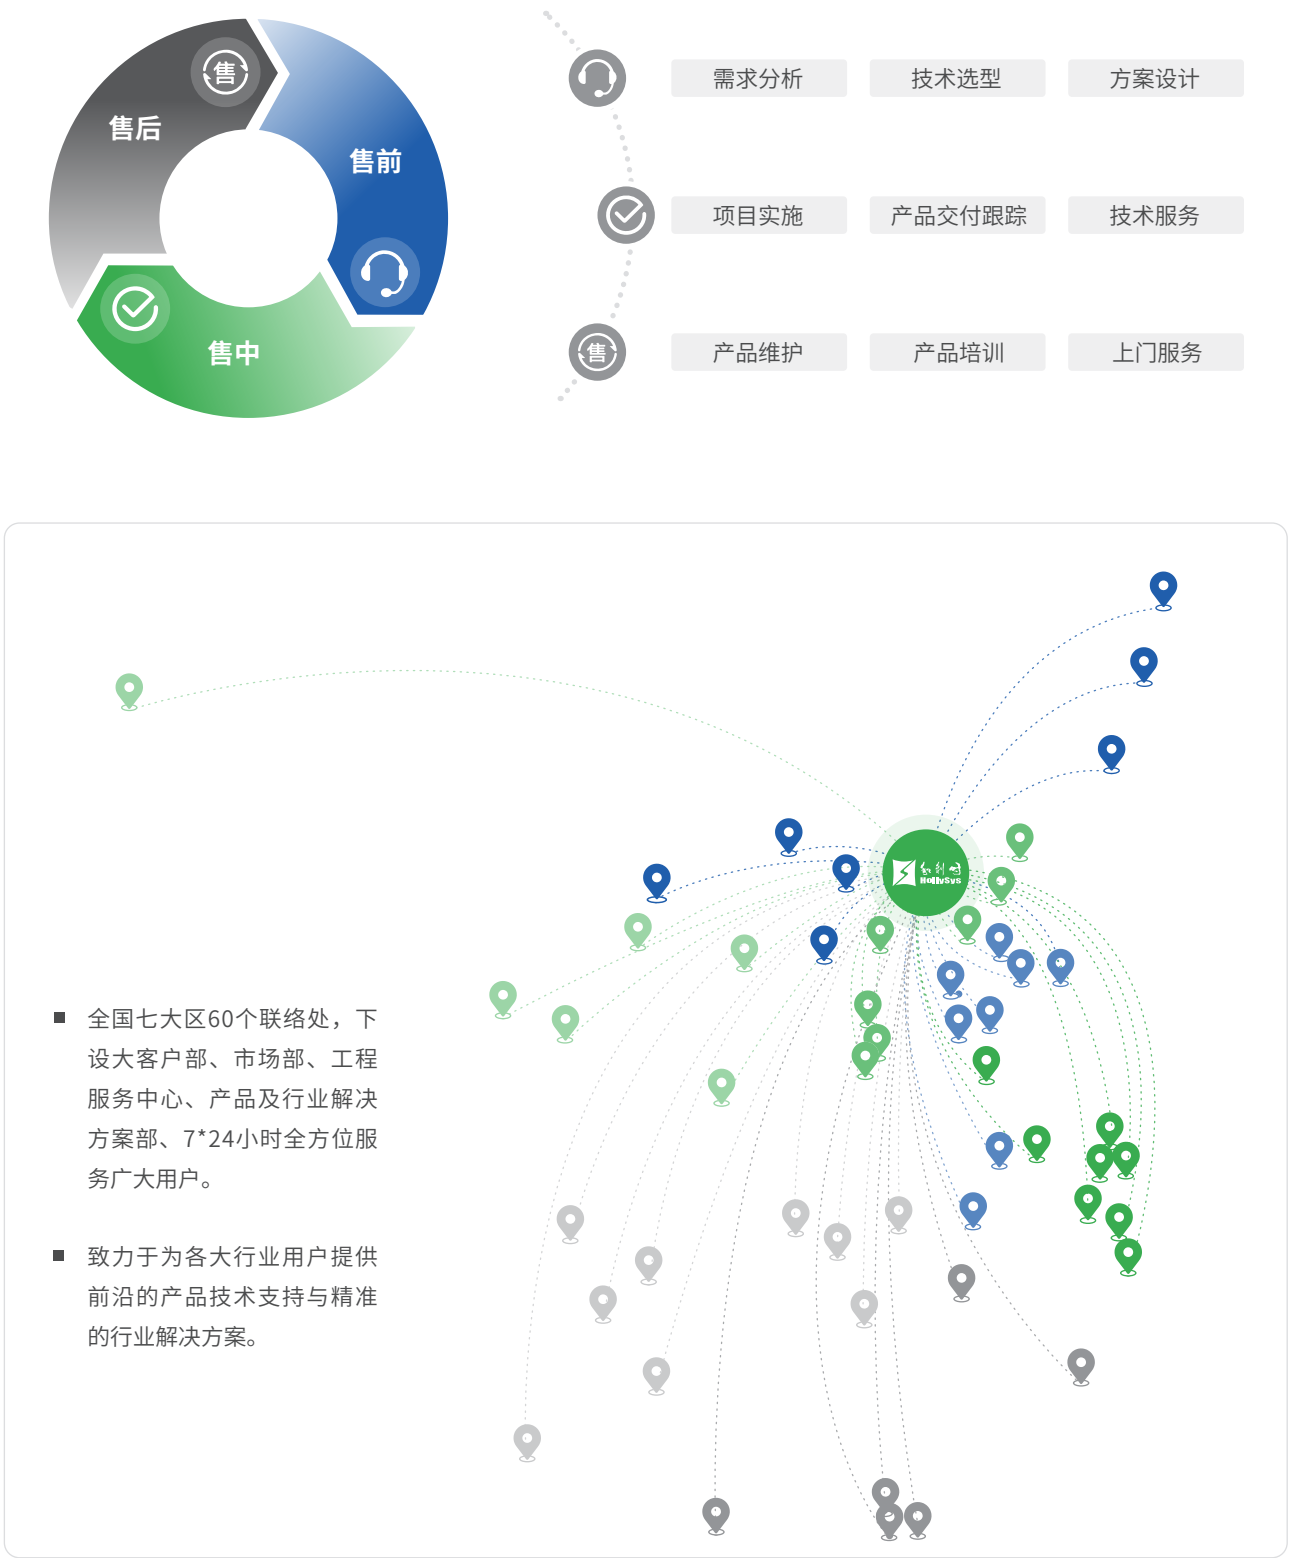 售
售后
售前
售中
需求分析 技术选型 方案设计
项目实施 产品交付跟踪 技术服务
售 产品维护 产品培训 上门服务
和利时
HollySys
全国七大区60个联络处，下
设大客户部、市场部、工程
服务中心、产品及行业解决
方案部、7*24小时全方位服
务广大用户。
致力于为各大行业用户提供
前沿的产品技术支持与精准
的行业解决方案。